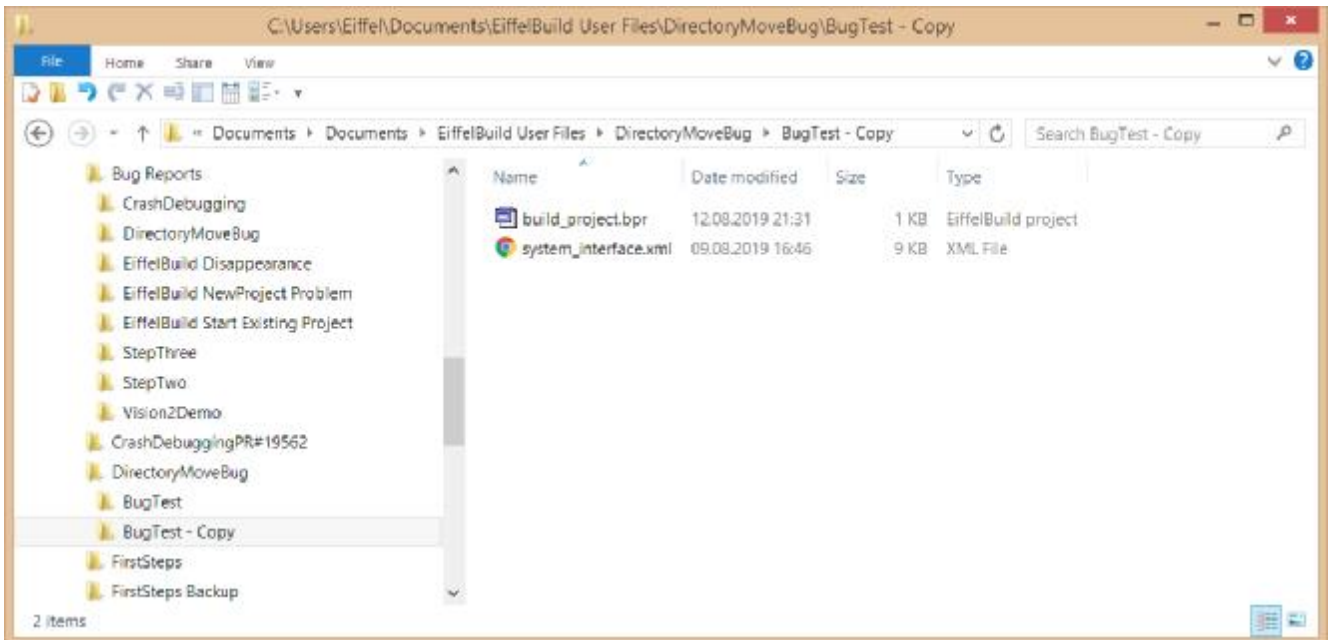 C:\Users\Eiffel\Documents\EiffelBuild User Files\DirectoryMoveBug\BugTest - Copy
File Home Share View
« Documents Documents EiffelBuild User Files DirectoryMoveBug BugTest - Copy Search BugTest - Copy
Name Date modified Size Type
build_project.bpr 12.08.2019 21:31 1 KB EiffelBuild project
system_interface.xml 09.08.2019 16:46 9 KB XML File
Bug Reports
CrashDebugging
DirectoryMoveBug
EiffelBuild Disappearance
EiffelBuild NewProject Problem
EiffelBuild Start Existing Project
StepThree
StepTwo
Vision2Demo
CrashDebuggingPR#19562
DirectoryMoveBug
BugTest
BugTest - Copy
FirstSteps
FirstSteps Backup
2 items